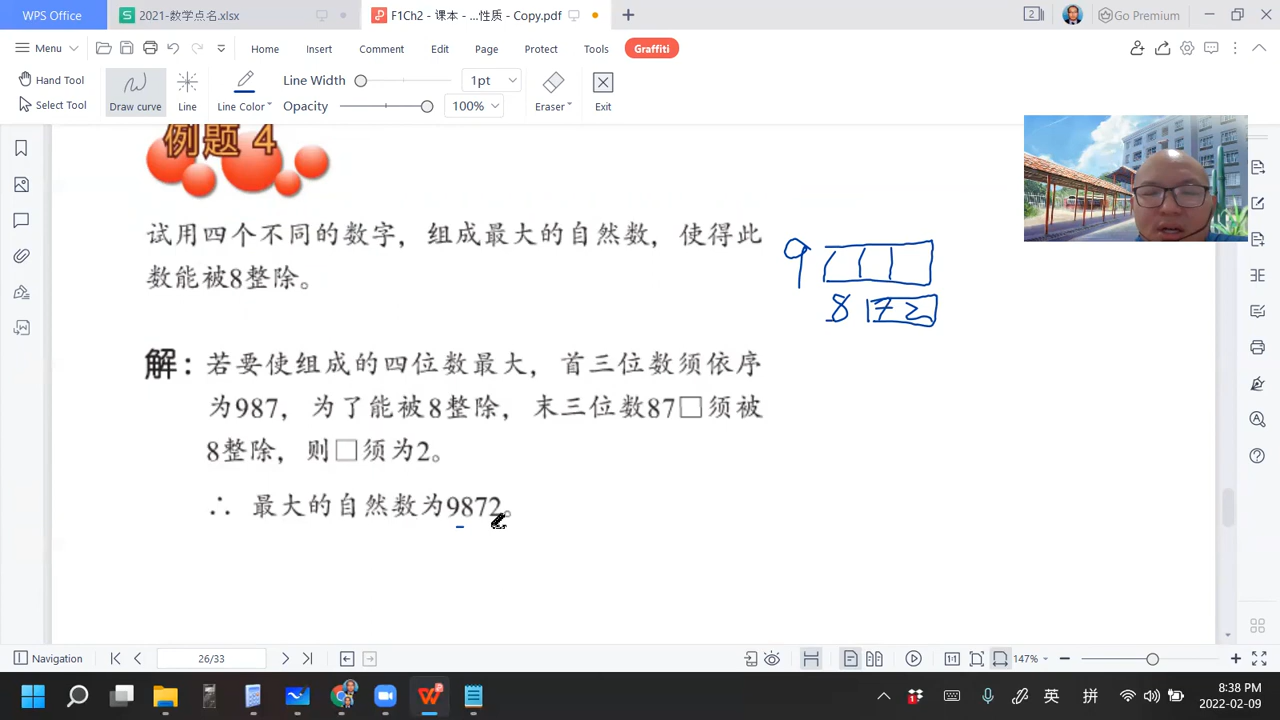 WPS Office
2021-数学点名.xlsx
F1Ch2 - 课本 - ...性质 - Copy.pdf
2
Go Premium
Menu
Home
Insert
Comment
Edit
Page
Protect
Tools
Graffiti
Hand Tool
Select Tool
Draw curve
Line
Line Color
Line Width
1pt
Opacity
100%
Eraser
Exit
例题 4
试用四个不同的数字，组成最大的自然数，使得此
数能被8整除。
9
8 72
解：若要使组成的四位数最大，首三位数须依序
为987，为了能被8整除，末三位数87□须被
8整除，则□须为2。
∴ 最大的自然数为9872。
Navigation
26/33
147%
英
拼
8:38 PM
2022-02-09